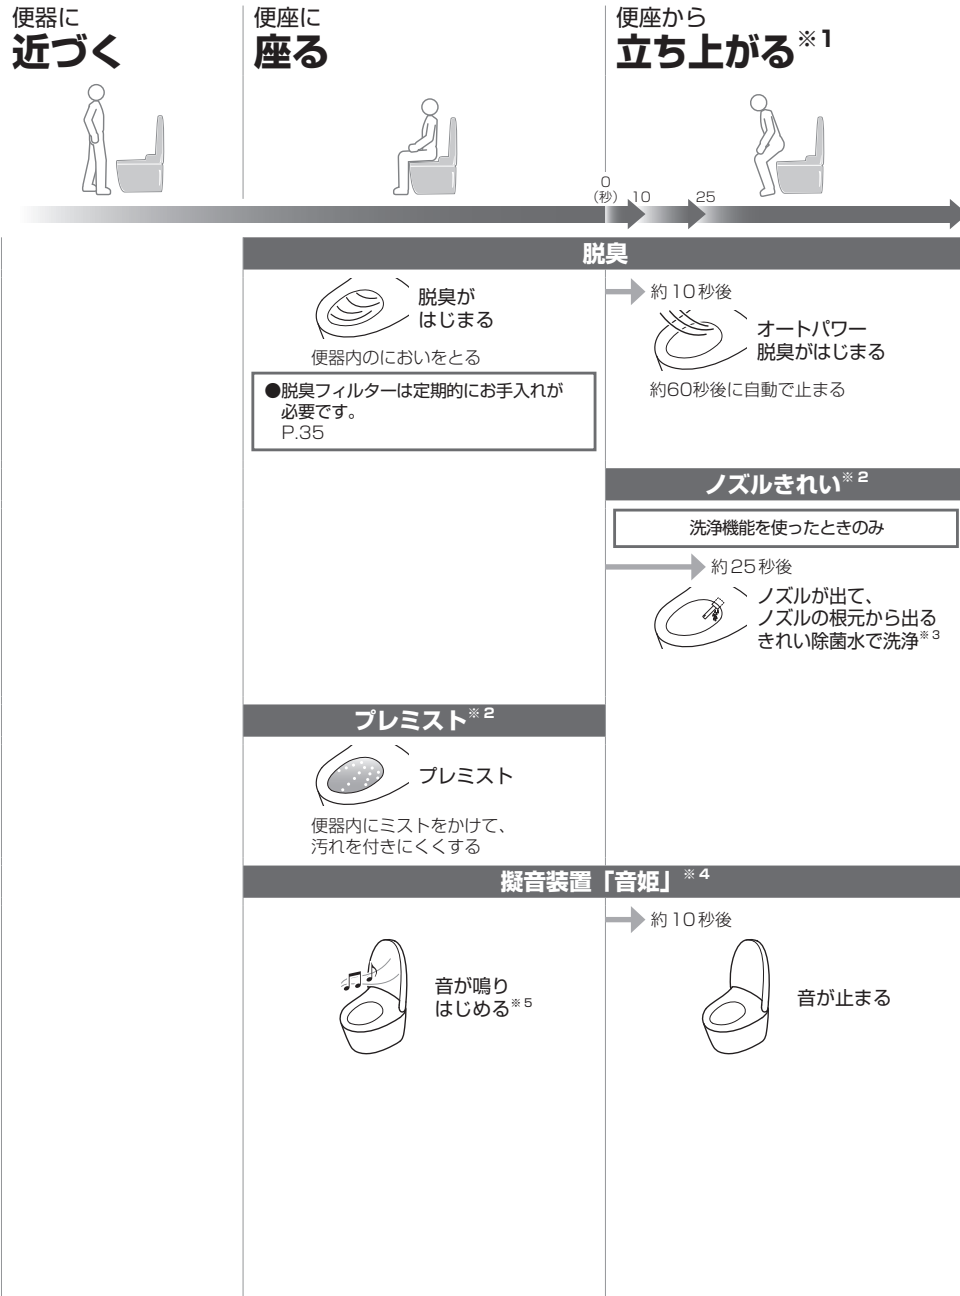 便器に
近づく
便座に
座る
便座から
立ち上がる※1
0
(秒)
10
25
脱臭
脱臭が
はじまる
便器内のにおいをとる
●脱臭フィルターは定期的にお手入れが
必要です。
P.35
約10秒後
オートパワー
脱臭がはじまる
約60秒後に自動で止まる
ノズルきれい※2
洗浄機能を使ったときのみ
約25秒後
ノズルが出て、
ノズルの根元から出る
きれい除菌水で洗浄※3
プレミスト※2
プレミスト
便器内にミストをかけて、
汚れを付きにくくする
擬音装置「音姫」※4
音が鳴り
はじめる※5
約10秒後
音が止まる